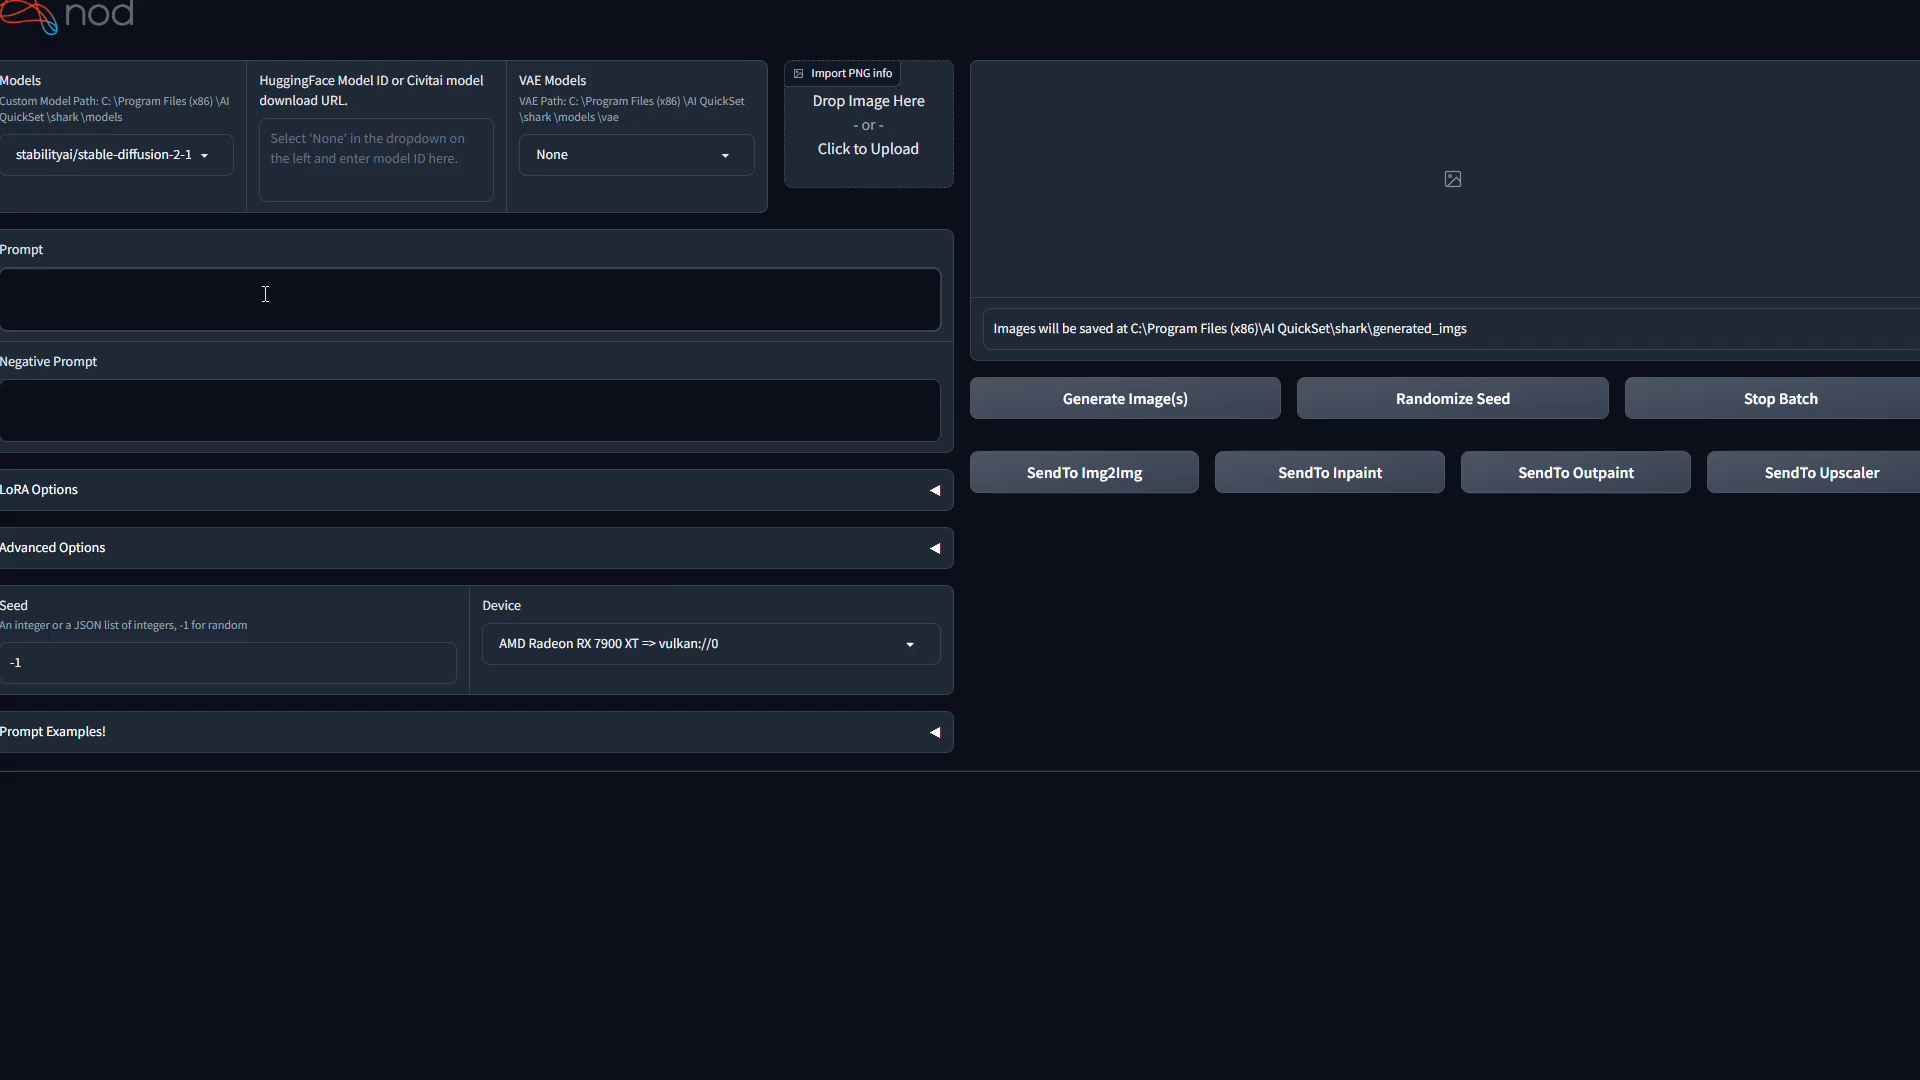 nod
Models
Custom Model Path: C: \Program Files (x86) \AI
QuickSet \shark \models
stabilityai/stable-diffusion-2-1
HuggingFace Model ID or Civitai model
download URL.
Select 'None' in the dropdown on
the left and enter model ID here.
VAE Models
VAE Path: C: \Program Files (x86) \AI QuickSet
\shark \models \vae
None
Import PNG info
Drop Image Here
- or -
Click to Upload
Prompt
Negative Prompt
LoRA Options
Advanced Options
Seed
An integer or a JSON list of integers, -1 for random
-1
Device
AMD Radeon RX 7900 XT => vulkan://0
Prompt Examples!
Images will be saved at C:\Program Files (x86)\AI QuickSet\shark\generated_imgs
Generate Image(s)
Randomize Seed
Stop Batch
SendTo Img2Img
SendTo Inpaint
SendTo Outpaint
SendTo Upscaler